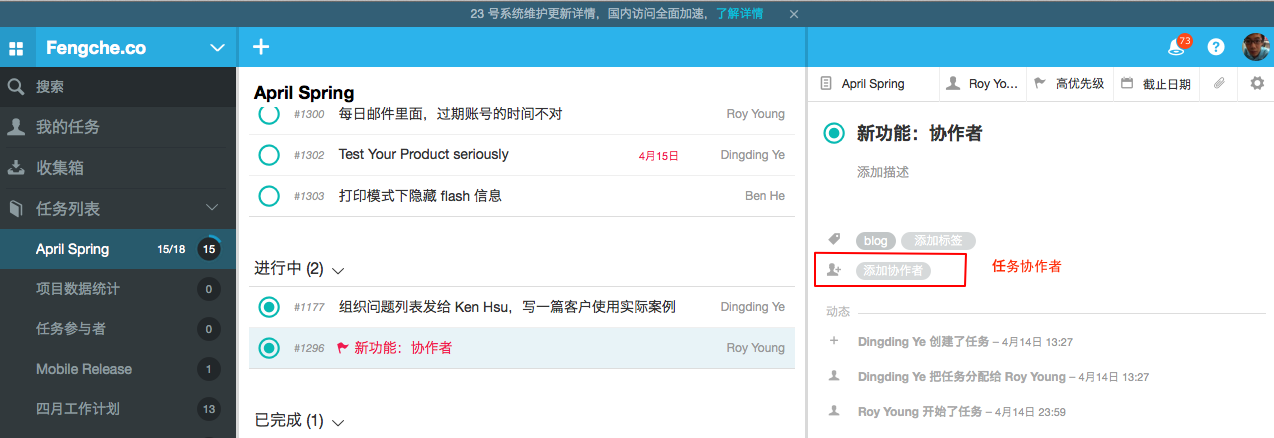 23 号系统维护更新详情，国内访问全面加速，了解详情 ×
Fengche.co
73
?
搜索
我的任务
收集箱
任务列表
April Spring 15/18 15
项目数据统计 0
任务参与者 0
Mobile Release 1
四月工作计划 13
April Spring
#1300 每日邮件里面，过期账号的时间不对 Roy Young
#1302 Test Your Product seriously 4月15日 Dingding Ye
#1303 打印模式下隐藏 flash 信息 Ben He
进行中 (2)
#1177 组织问题列表发给 Ken Hsu，写一篇客户使用实际案例 Dingding Ye
#1296 新功能：协作者 Roy Young
已完成 (1)
April Spring Roy Yo... 高优先级 截止日期
新功能：协作者
添加描述
blog 添加标签
添加协作者 任务协作者
动态
Dingding Ye 创建了任务 – 4月14日 13:27
Dingding Ye 把任务分配给 Roy Young – 4月14日 13:27
Roy Young 开始了任务 – 4月14日 23:59